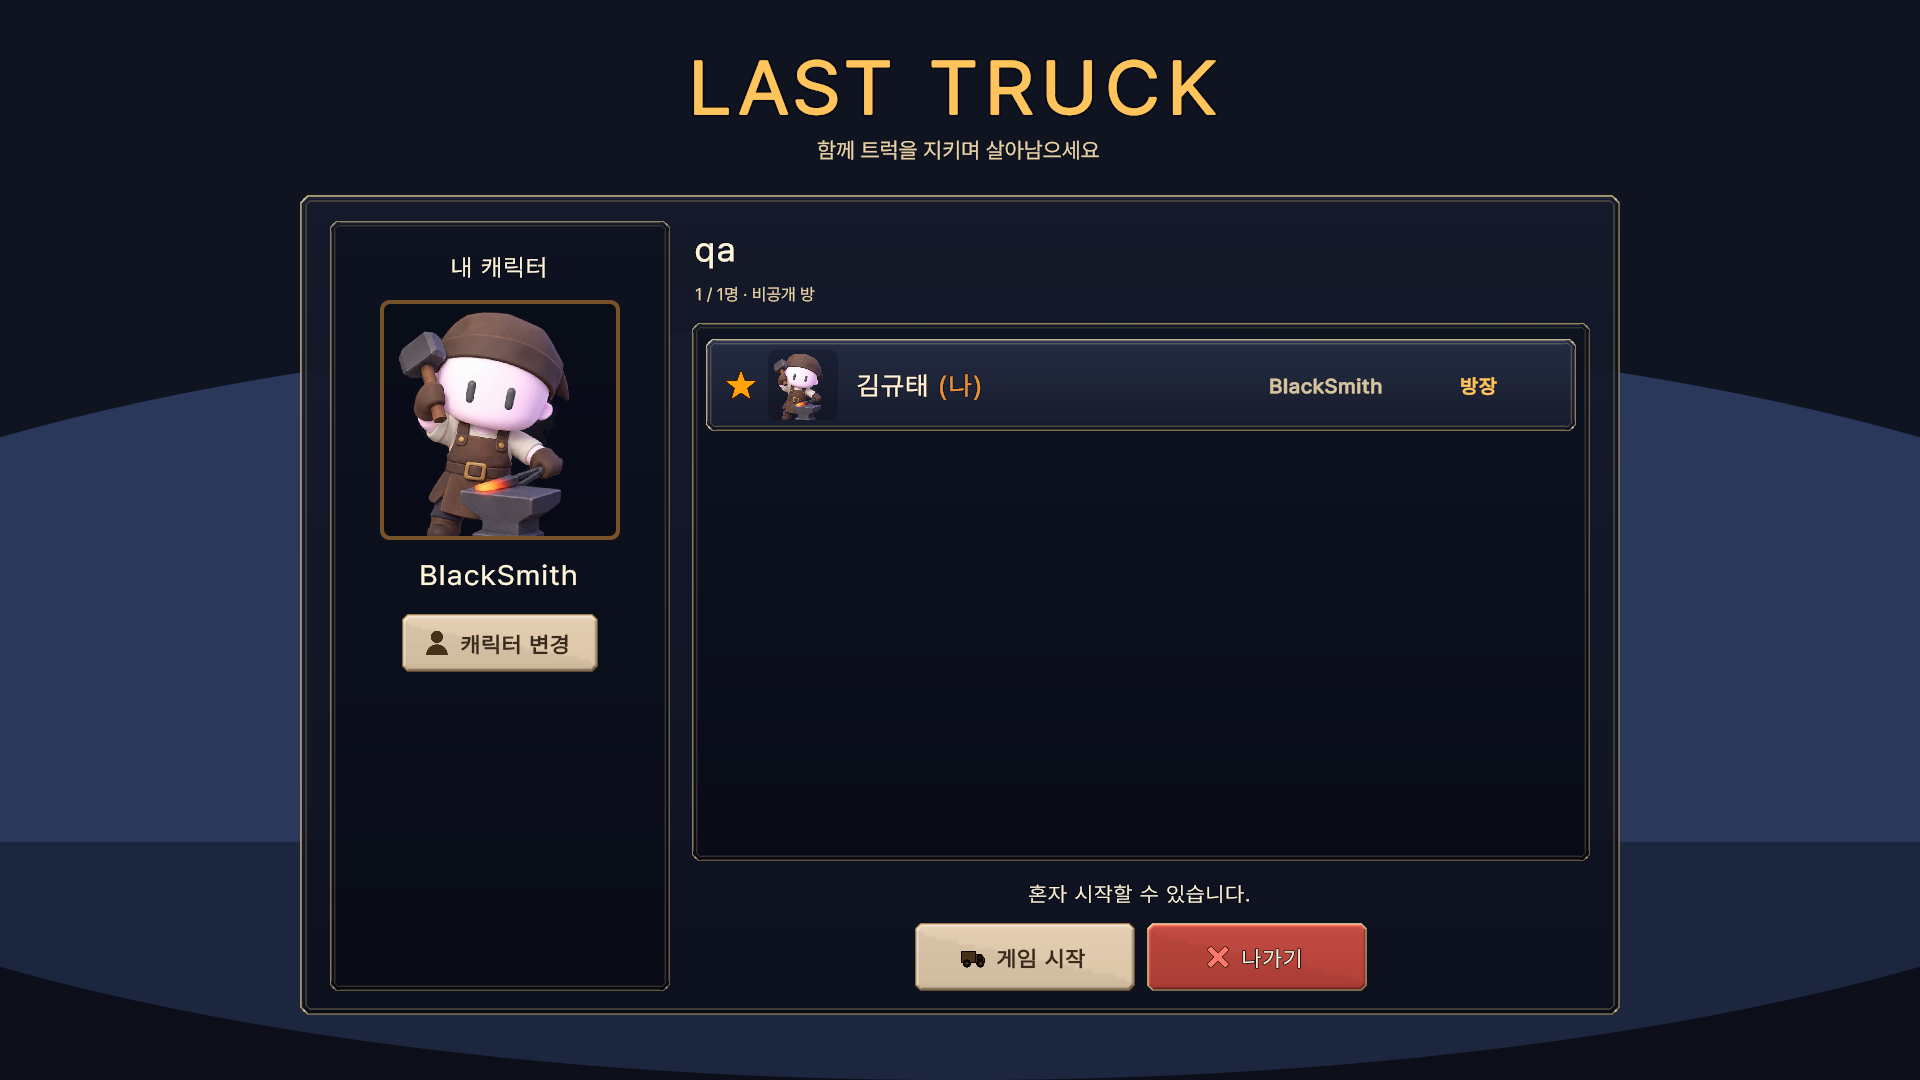 LAST TRUCK
함께 트럭을 지키며 살아남으세요
내 캐릭터
BlackSmith
캐릭터 변경
qa
1 / 1명 · 비공개 방
김규태 (나) BlackSmith 방장
혼자 시작할 수 있습니다.
게임 시작
나가기